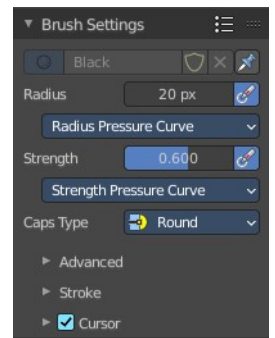 Brush Settings
Black
Radius 20 px
Radius Pressure Curve
Strength 0.600
Strength Pressure Curve
Caps Type Round
Advanced
Stroke
Cursor